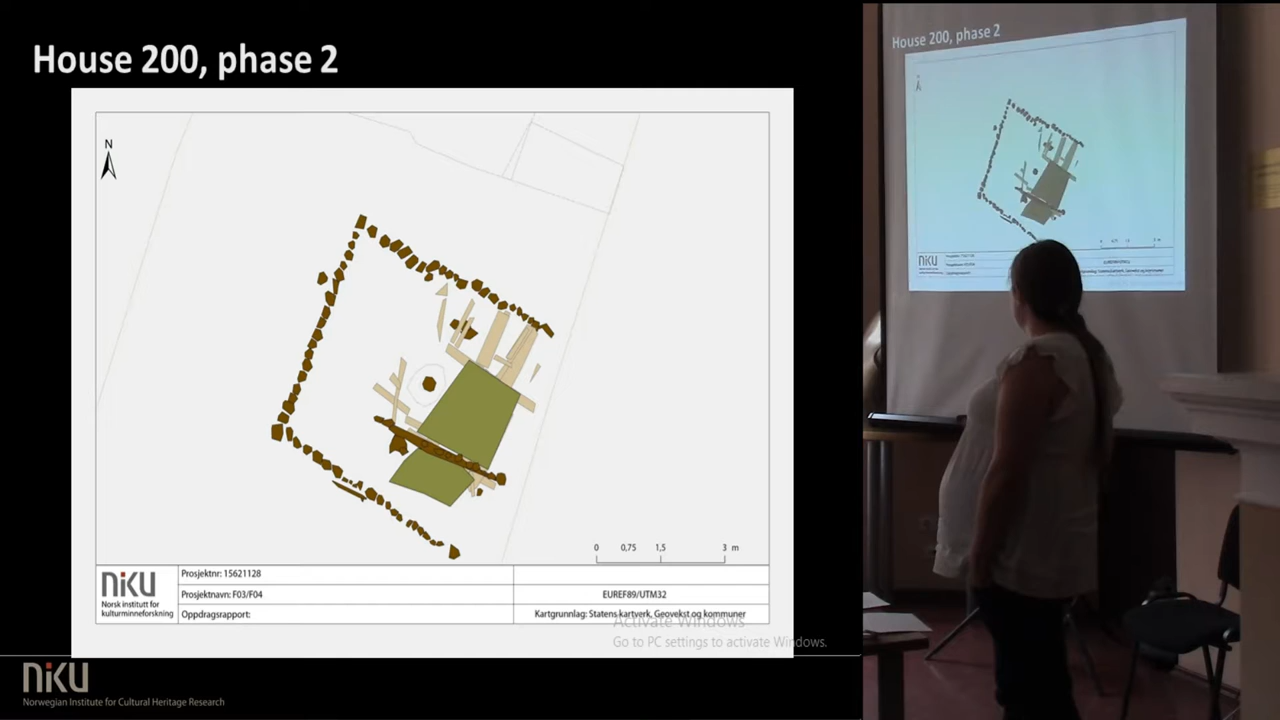 House 200, phase 2
N
0 0,75 1,5 3 m
niku
Norsk institutt for
kulturminneforskning
Prosjektnr: 15621128
Prosjektnavn: F03/F04
EUREF89/UTM32
Oppdragsrapport:
Kartgrunnlag: Statens kartverk, Geovekst og kommuner
Activate Windows
Go to PC settings to activate Windows.
niku
Norwegian Institute for Cultural Heritage Research
House 200, phase 2
niku